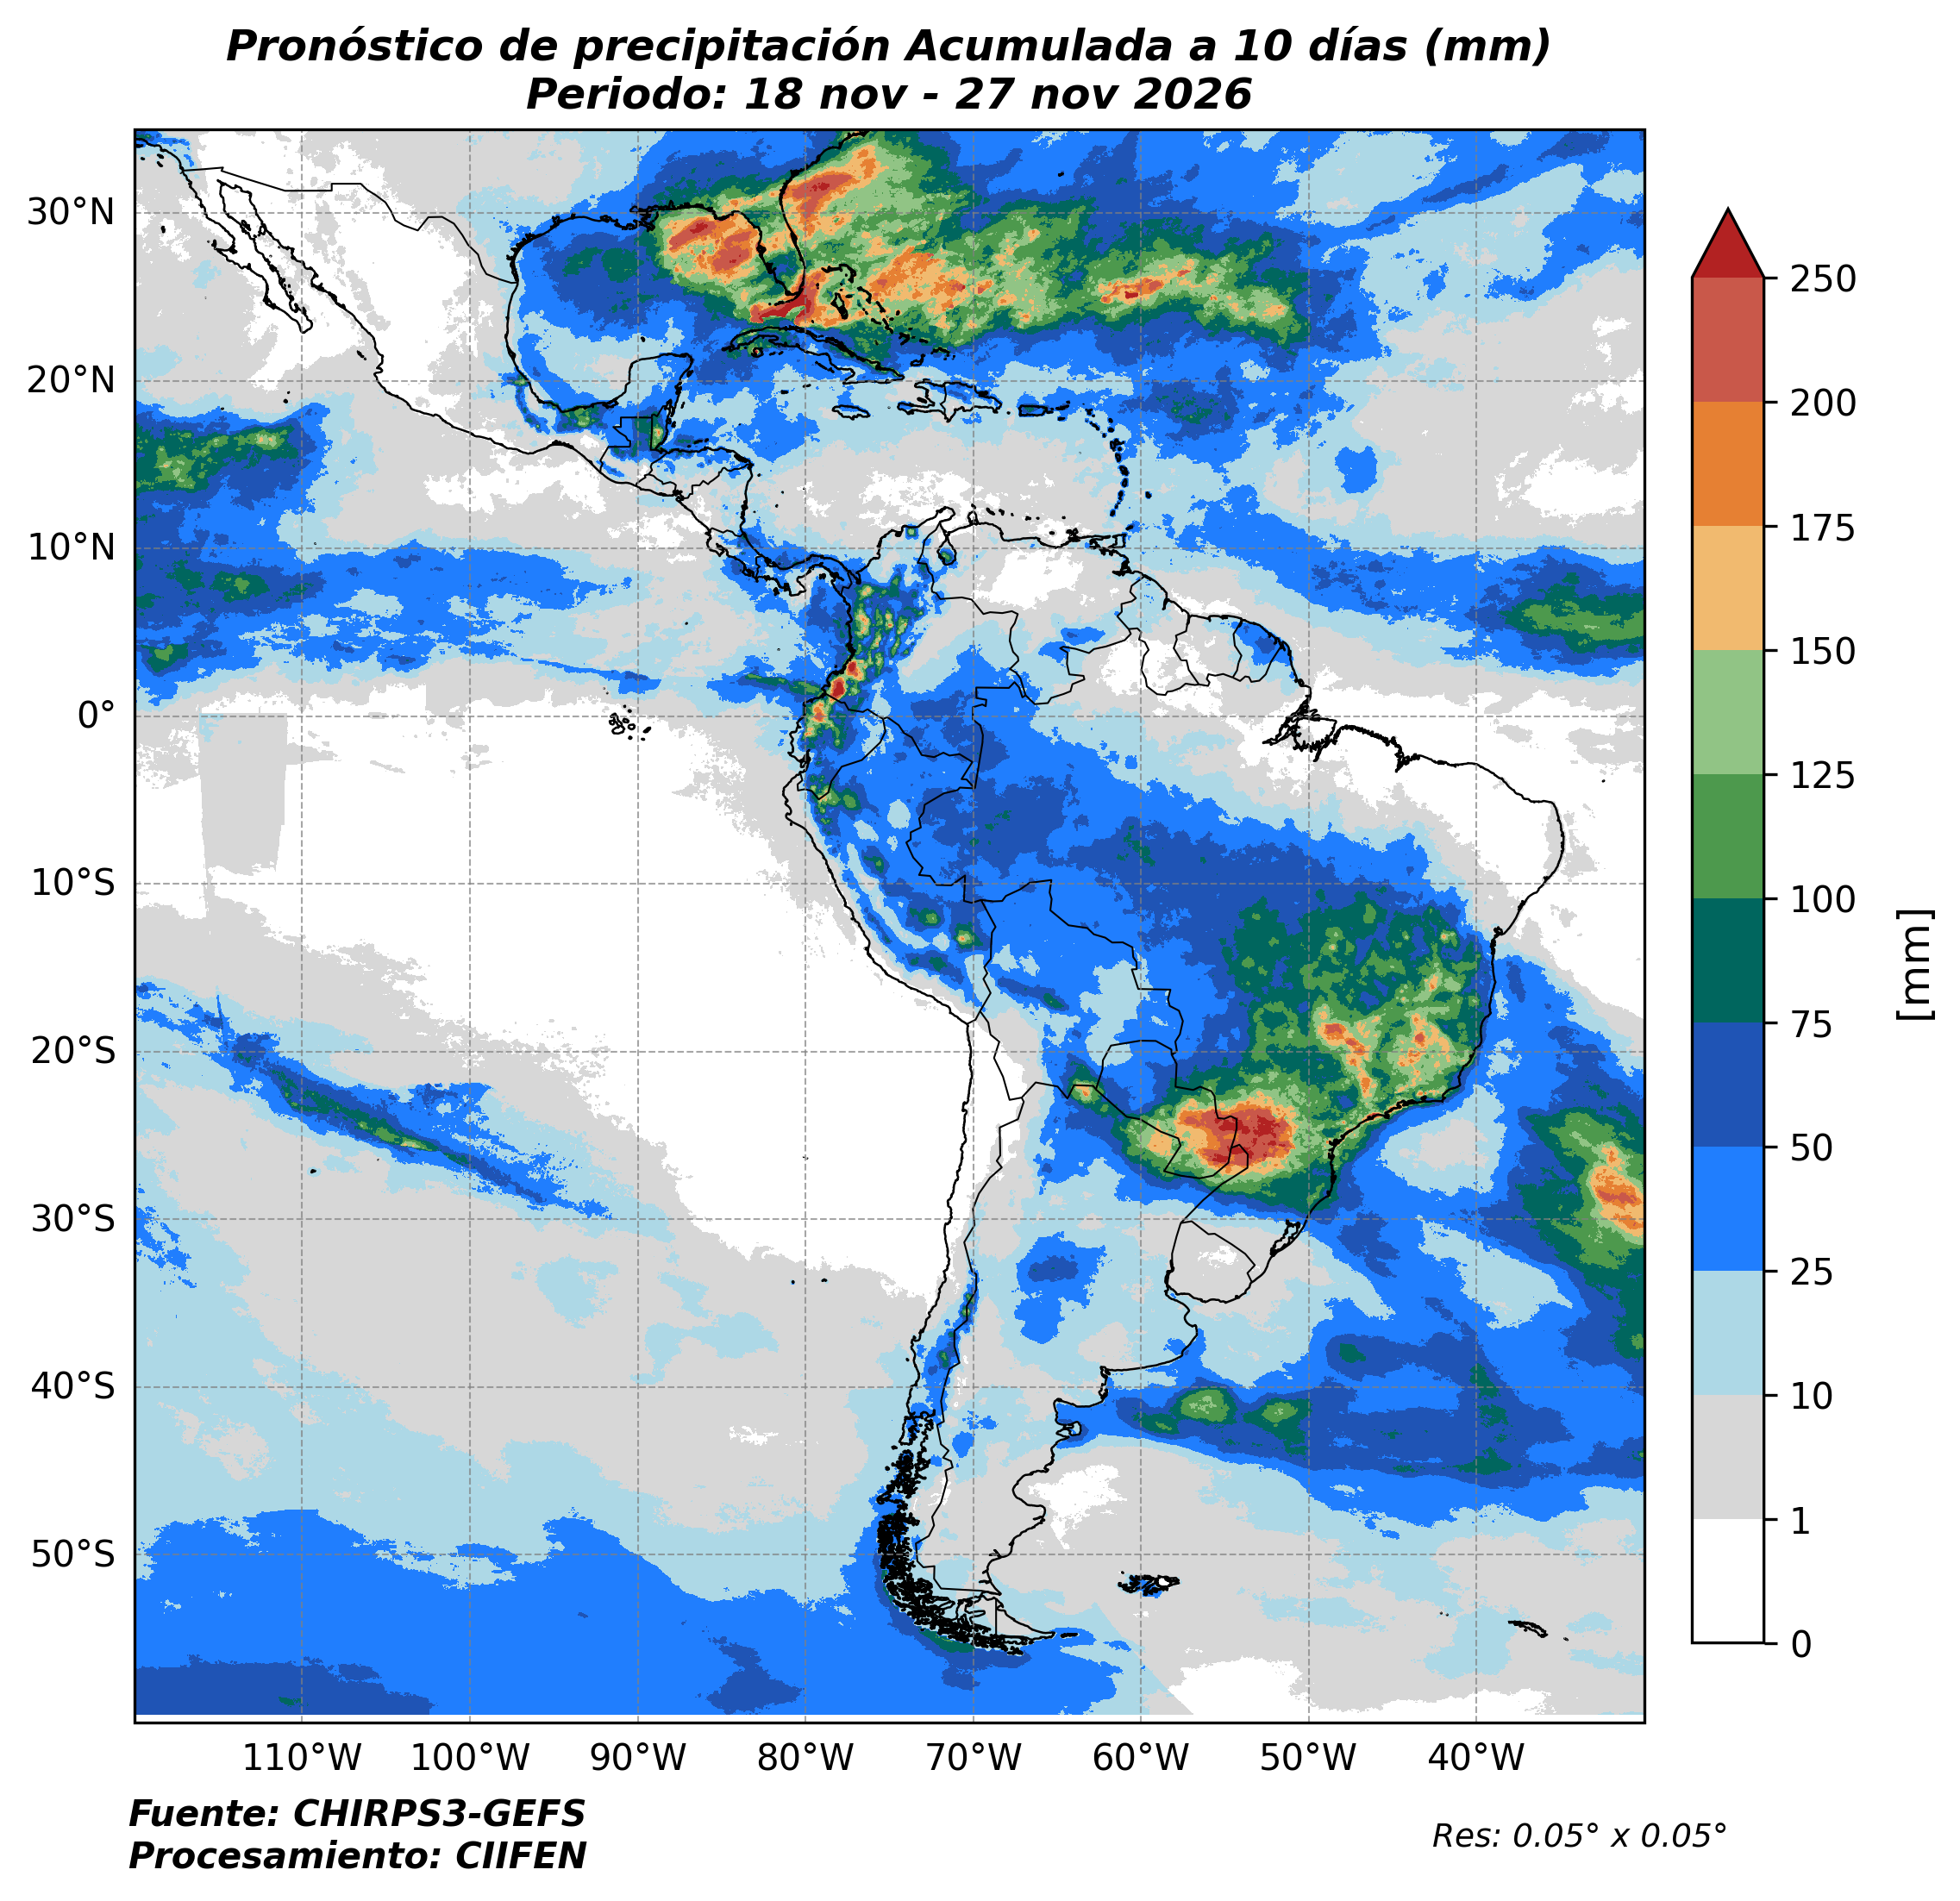 Pronóstico de precipitación Acumulada a 10 días (mm)
Periodo: 18 nov - 27 nov 2026
30°N
20°N
10°N
0°
10°S
20°S
30°S
40°S
50°S
110°W 100°W 90°W 80°W 70°W 60°W 50°W 40°W
250
200
175
150
125
100
75
50
25
10
1
0
[mm]
Fuente: CHIRPS3-GEFS
Procesamiento: CIIFEN
Res: 0.05° x 0.05°